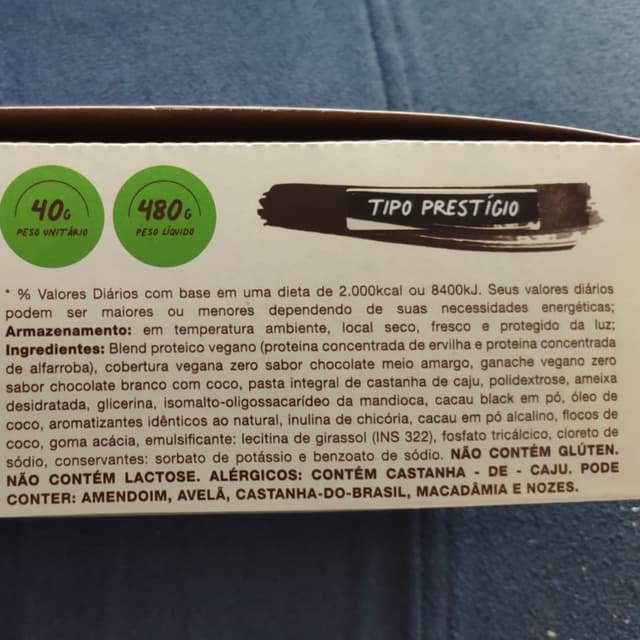 40G
PESO UNITÁRIO
480G
PESO LÍQUIDO
TIPO PRESTÍGIO
* % Valores Diários com base em uma dieta de 2.000kcal ou 8400kJ. Seus valores diários
podem ser maiores ou menores dependendo de suas necessidades energéticas;
Armazenamento: em temperatura ambiente, local seco, fresco e protegido da luz;
Ingredientes: Blend proteico vegano (proteina concentrada de ervilha e proteina concentrada
de alfarroba), cobertura vegana zero sabor chocolate meio amargo, ganache vegano zero
sabor chocolate branco com coco, pasta integral de castanha de caju, polidextrose, ameixa
desidratada, glicerina, isomalto-oligossacarídeo da mandioca, cacau black em pó, óleo de
coco, aromatizantes idênticos ao natural, inulina de chicória, cacau em pó alcalino, flocos de
coco, goma acácia, emulsificante: lecitina de girassol (INS 322), fosfato tricálcico, cloreto de
sódio, conservantes: sorbato de potássio e benzoato de sódio. NÃO CONTÉM GLÚTEN.
NÃO CONTÉM LACTOSE. ALÉRGICOS: CONTÉM CASTANHA - DE - CAJU. PODE
CONTER: AMENDOIM, AVELÃ, CASTANHA-DO-BRASIL, MACADÂMIA E NOZES.